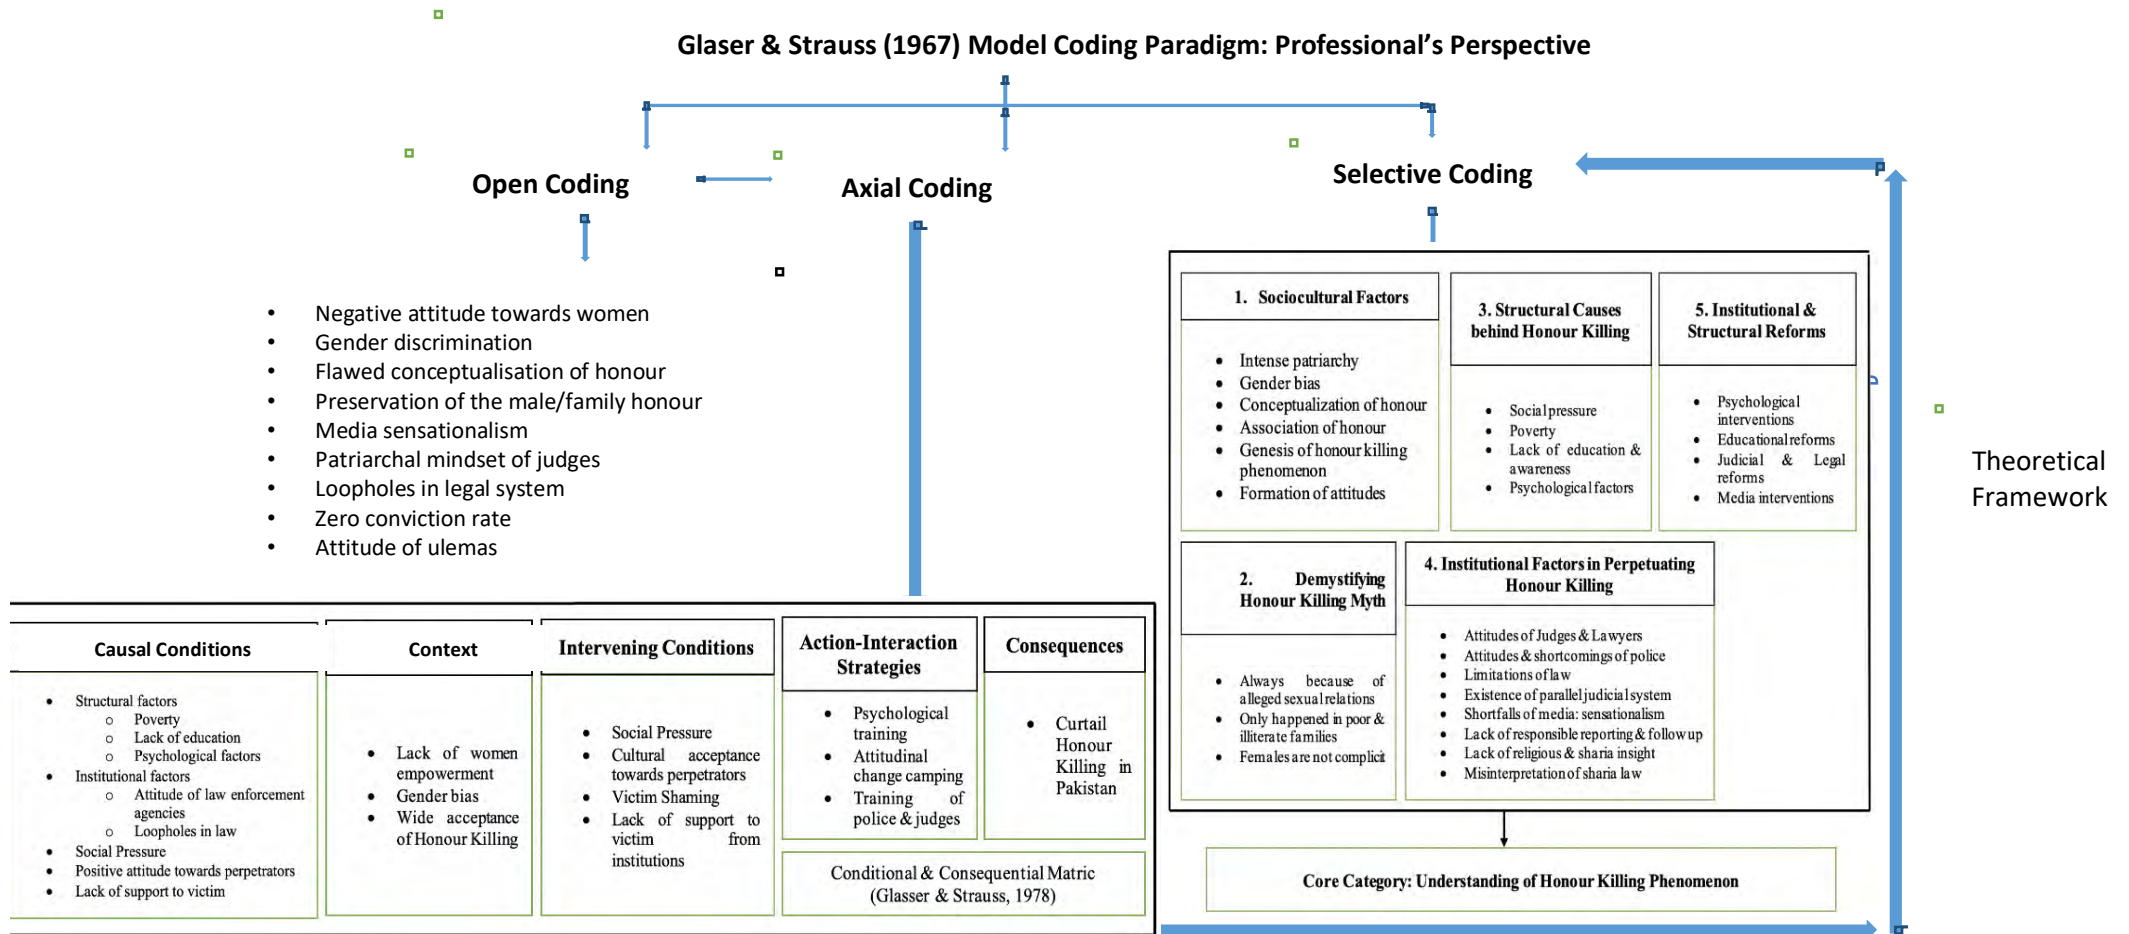 Glaser & Strauss (1967) Model Coding Paradigm: Professional’s Perspective
Open Coding
Axial Coding
Selective Coding
• Negative attitude towards women
• Gender discrimination
• Flawed conceptualisation of honour
• Preservation of the male/family honour
• Media sensationalism
• Patriarchal mindset of judges
• Loopholes in legal system
• Zero conviction rate
• Attitude of ulemas
Causal Conditions
• Structural factors
o Poverty
o Lack of education
o Psychological factors
• Institutional factors
o Attitude of law enforcement
agencies
o Loopholes in law
• Social Pressure
• Positive attitude towards perpetrators
• Lack of support to victim
Context
• Lack of women
empowerment
• Gender bias
• Wide acceptance
of Honour Killing
Intervening Conditions
• Social Pressure
• Cultural acceptance
towards perpetrators
• Victim Shaming
• Lack of support to
victim from
institutions
Action-Interaction
Strategies
• Psychological
training
• Attitudinal
change camping
• Training of
police & judges
Consequences
• Curtail
Honour
Killing in
Pakistan
Conditional & Consequential Matric
(Glasser & Strauss, 1978)
1. Sociocultural Factors
• Intense patriarchy
• Gender bias
• Conceptualization of honour
• Association of honour
• Genesis of honour killing
phenomenon
• Formation of attitudes
3. Structural Causes
behind Honour Killing
• Social pressure
• Poverty
• Lack of education &
awareness
• Psychological factors
5. Institutional &
Structural Reforms
• Psychological
interventions
• Educational reforms
• Judicial & Legal
reforms
• Media interventions
2. Demystifying
Honour Killing Myth
• Always because of
alleged sexual relations
• Only happened in poor &
illiterate families
• Females are not complicit
4. Institutional Factors in Perpetuating
Honour Killing
• Attitudes of Judges & Lawyers
• Attitudes & shortcomings of police
• Limitations of law
• Existence of parallel judicial system
• Shortfalls of media: sensationalism
• Lack of responsible reporting & follow up
• Lack of religious & sharia insight
• Misinterpretation of sharia law
Core Category: Understanding of Honour Killing Phenomenon
Theoretical
Framework